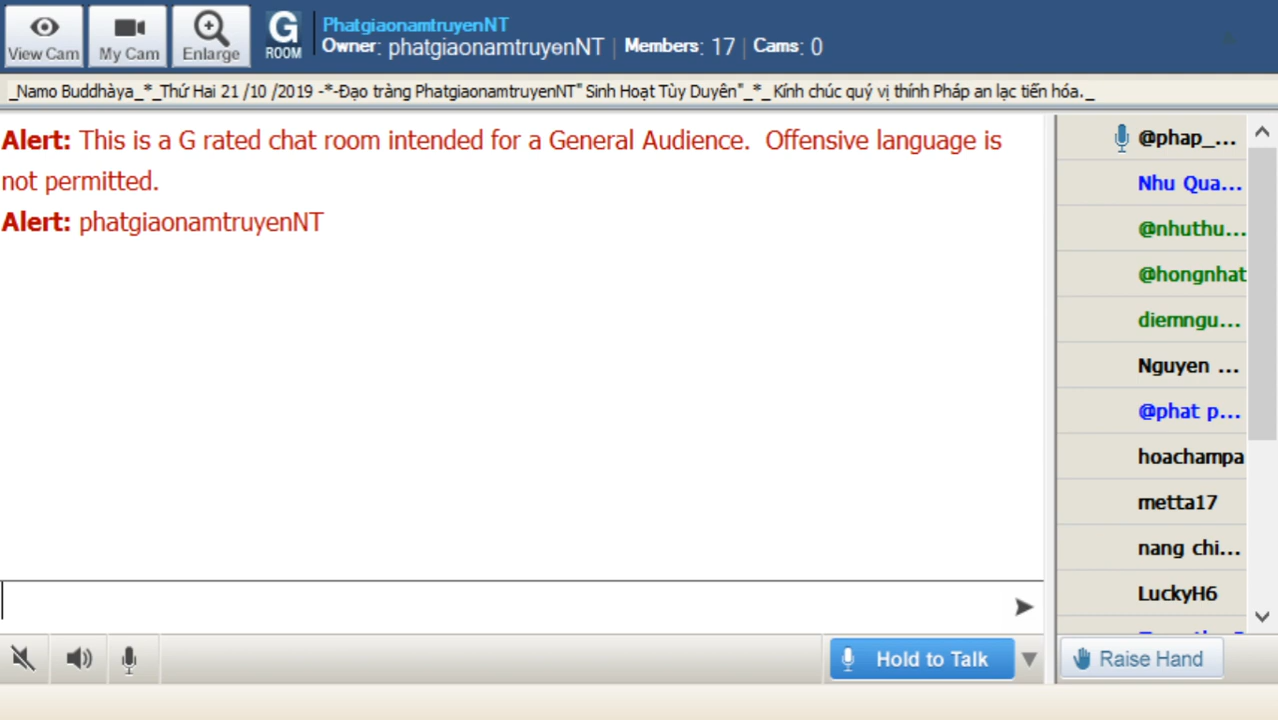 View Cam
My Cam
Enlarge
G
ROOM
PhatgiaonamtruyenNT
Owner: phatgiaonamtruyenNT | Members: 17 | Cams: 0
_Namo Buddhàya_*_Thứ Hai 21 /10 /2019 -*-Đạo tràng PhatgiaonamtruyenNT" Sinh Hoạt Tùy Duyên"_*_ Kính chúc quý vị thính Pháp an lạc tiến hóa._
Alert: This is a G rated chat room intended for a General Audience. Offensive language is
not permitted.
Alert: phatgiaonamtruyenNT
@phap_...
Nhu Qua...
@nhuthu...
@hongnhat
diemngu...
Nguyen ...
@phat p...
hoachampa
metta17
nang chi...
LuckyH6
Hold to Talk
Raise Hand